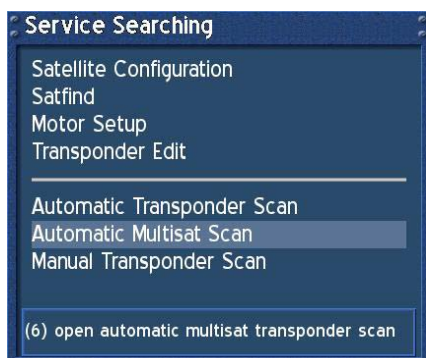 Service Searching
Satellite Configuration
Satfind
Motor Setup
Transponder Edit
Automatic Transponder Scan
Automatic Multisat Scan
Manual Transponder Scan
(6) open automatic multisat transponder scan